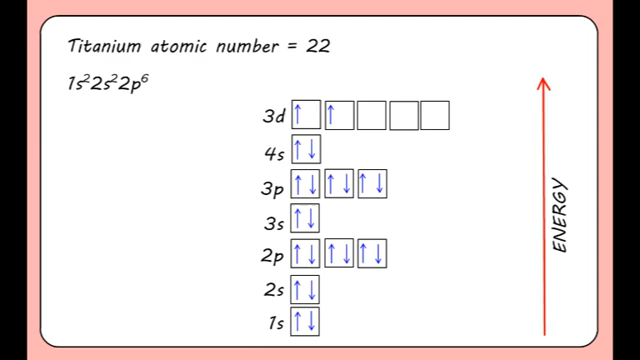 Titanium atomic number = 22
1s²2s²2p⁶
3d ↑ ↑
4s ↑↓
3p ↑↓ ↑↓ ↑↓
3s ↑↓
2p ↑↓ ↑↓ ↑↓
2s ↑↓
1s ↑↓
ENERGY